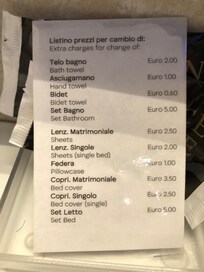 Listino prezzi per cambio di:
Extra charges for change of:
Telo bagno Euro 2.00
Bath towel
Asciugamano Euro 1.00
Hand towel
Bidet Euro 0.60
Bidet towel
Set Bagno Euro 5.00
Set Bathroom
Lenz. Matrimoniale Euro 2.50
Sheets
Lenz. Singole Euro 2.00
Sheets (single bed)
Federa Euro 1.00
Pillowcase
Copri. Matrimoniale Euro 3.50
Bed cover
Copri. Singolo Euro 2.50
Bed cover (single)
Set Letto Euro 5.00
Set Bed